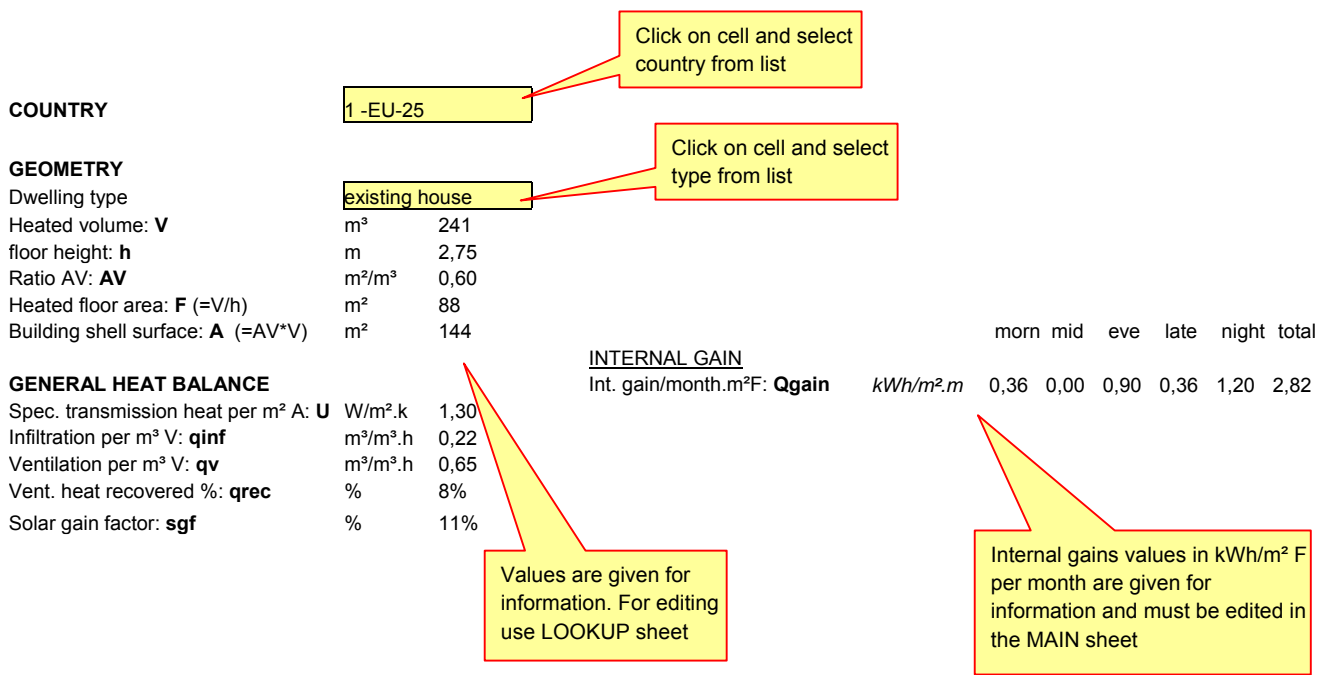 Click on cell and select
country from list
COUNTRY 1 -EU-25
Click on cell and select
type from list
GEOMETRY
Dwelling type existing house
Heated volume: V m³ 241
floor height: h m 2,75
Ratio AV: AV m²/m³ 0,60
Heated floor area: F (=V/h) m² 88
Building shell surface: A (=AV*V) m² 144
morn mid eve late night total
INTERNAL GAIN
GENERAL HEAT BALANCE
Int. gain/month.m²F: Qgain kWh/m².m 0,36 0,00 0,90 0,36 1,20 2,82
Spec. transmission heat per m² A: U W/m².k 1,30
Infiltration per m³ V: qinf m³/m³.h 0,22
Ventilation per m³ V: qv m³/m³.h 0,65
Vent. heat recovered %: qrec % 8%
Solar gain factor: sgf % 11%
Values are given for
information. For editing
use LOOKUP sheet
Internal gains values in kWh/m² F
per month are given for
information and must be edited in
the MAIN sheet